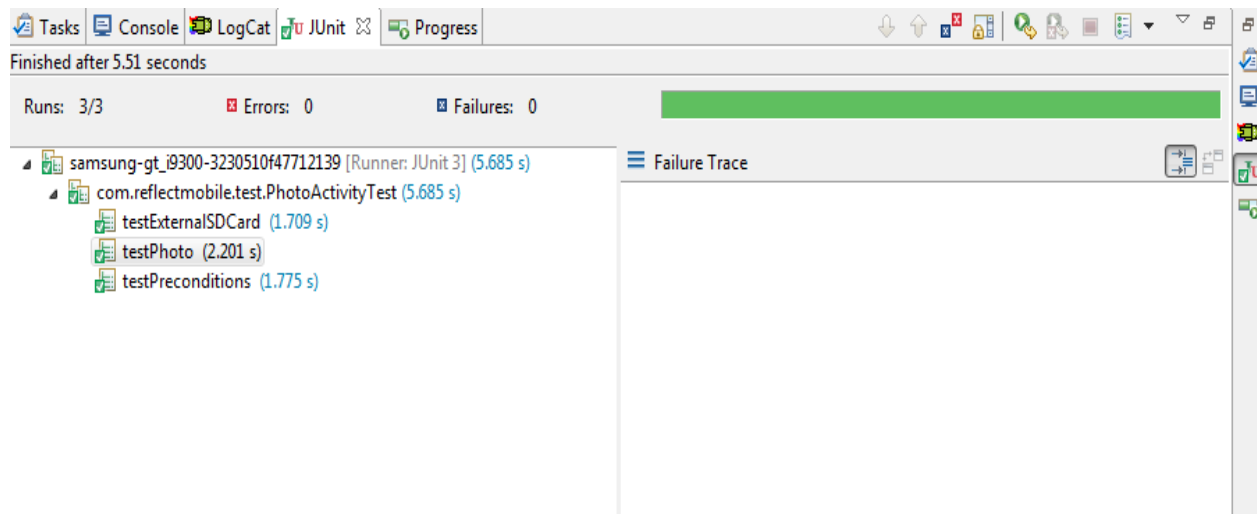 Tasks Console LogCat JUnit Progress
Finished after 5.51 seconds
Runs: 3/3 Errors: 0 Failures: 0
samsung-gt_i9300-3230510f47712139 [Runner: JUnit 3] (5.685 s)
Failure Trace
com.reflectmobile.test.PhotoActivityTest (5.685 s)
testExternalSDCard (1.709 s)
testPhoto (2.201 s)
testPreconditions (1.775 s)